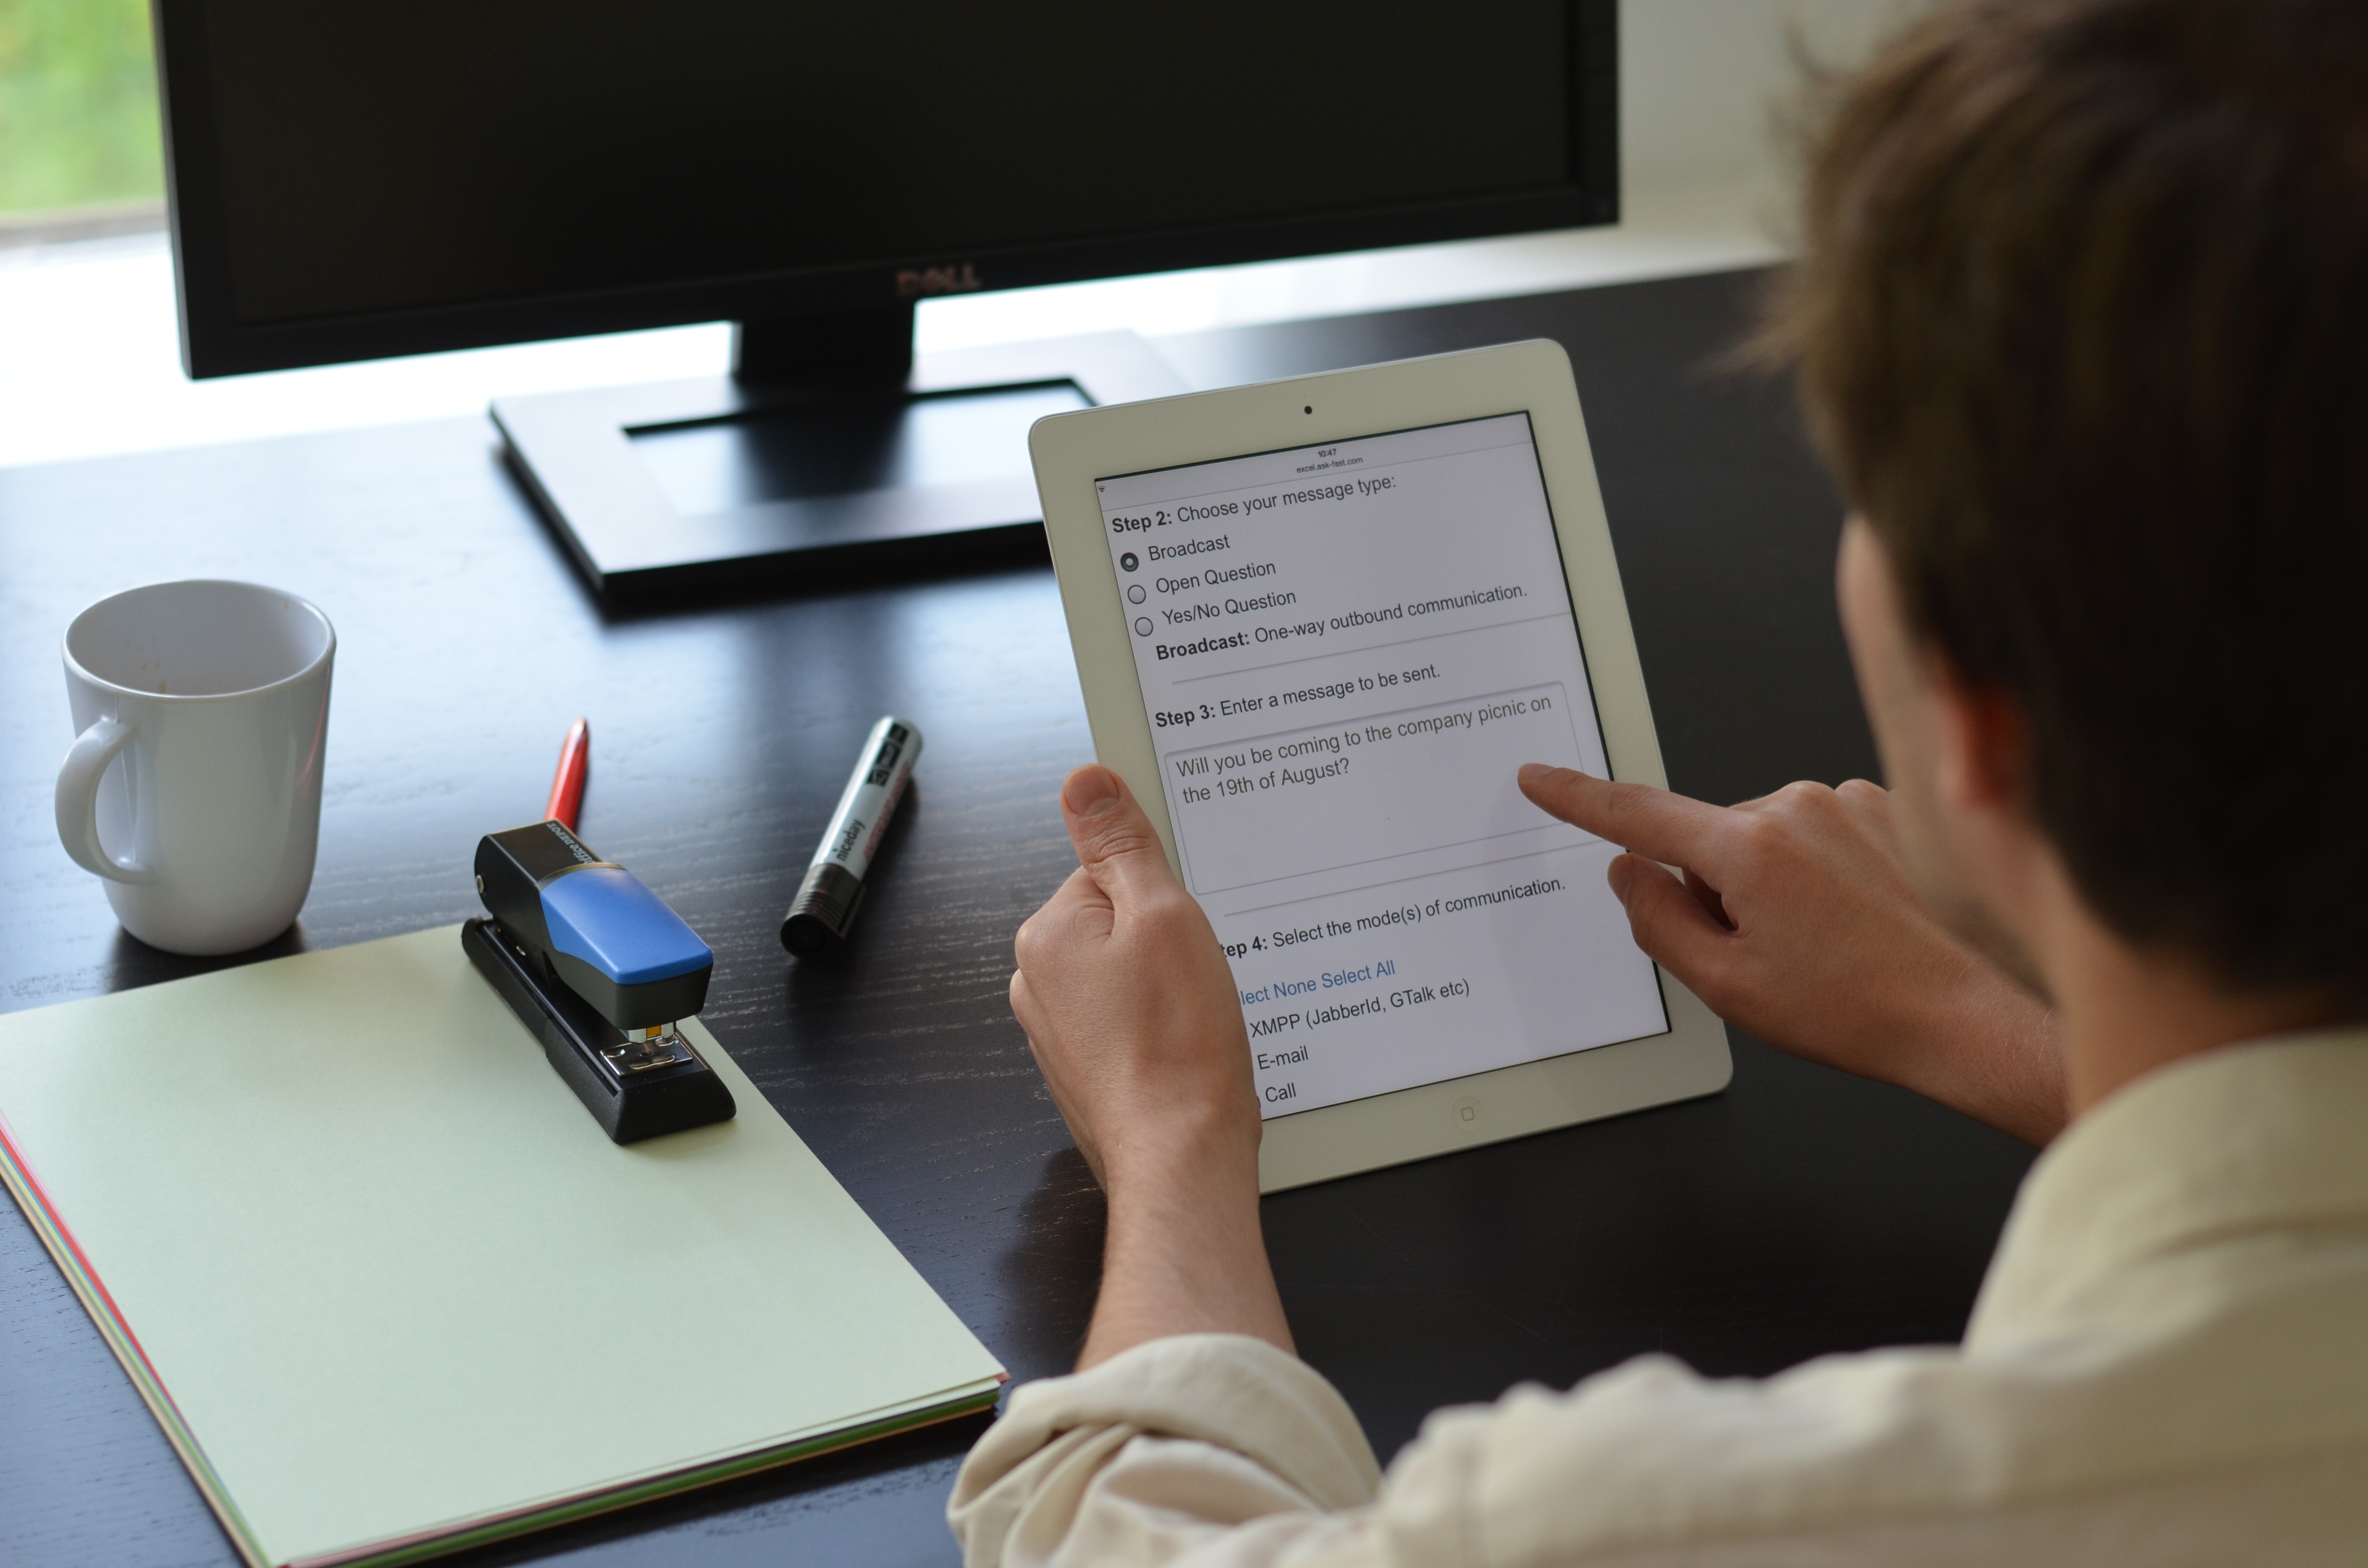 DELL
10:47
excel.ask-fast.com
Step 2: Choose your message type:
Broadcast
Open Question
Yes/No Question
Broadcast: One-way outbound communication.
Step 3: Enter a message to be sent.
Will you be coming to the company picnic on
the 19th of August?
tep 4: Select the mode(s) of communication.
lect None Select All
XMPP (JabberId, GTalk etc)
E-mail
Call
niceday
Office DEPOT